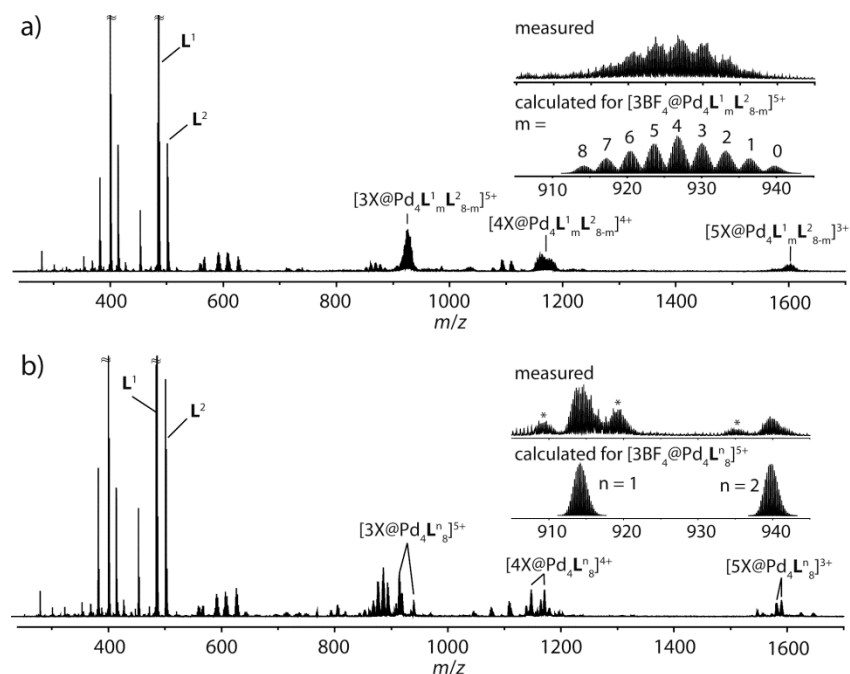 a)
≈ ≈
L¹
L²
measured
calculated for [3BF₄@Pd₄L¹ₘL²₈₋ₘ]⁵⁺
m =
8 7 6 5 4 3 2 1 0
910 920 930 940
[3X@Pd₄L¹ₘL²₈₋ₘ]⁵⁺
[4X@Pd₄L¹ₘL²₈₋ₘ]⁴⁺
[5X@Pd₄L¹ₘL²₈₋ₘ]³⁺
400 600 800 1000 1200 1400 1600
m/z
b)
≈ ≈
L¹
L²
measured
* * *
calculated for [3BF₄@Pd₄Lⁿ₈]⁵⁺
n = 1 n = 2
910 920 930 940
[3X@Pd₄Lⁿ₈]⁵⁺
[4X@Pd₄Lⁿ₈]⁴⁺
[5X@Pd₄Lⁿ₈]³⁺
400 600 800 1000 1200 1400 1600
m/z